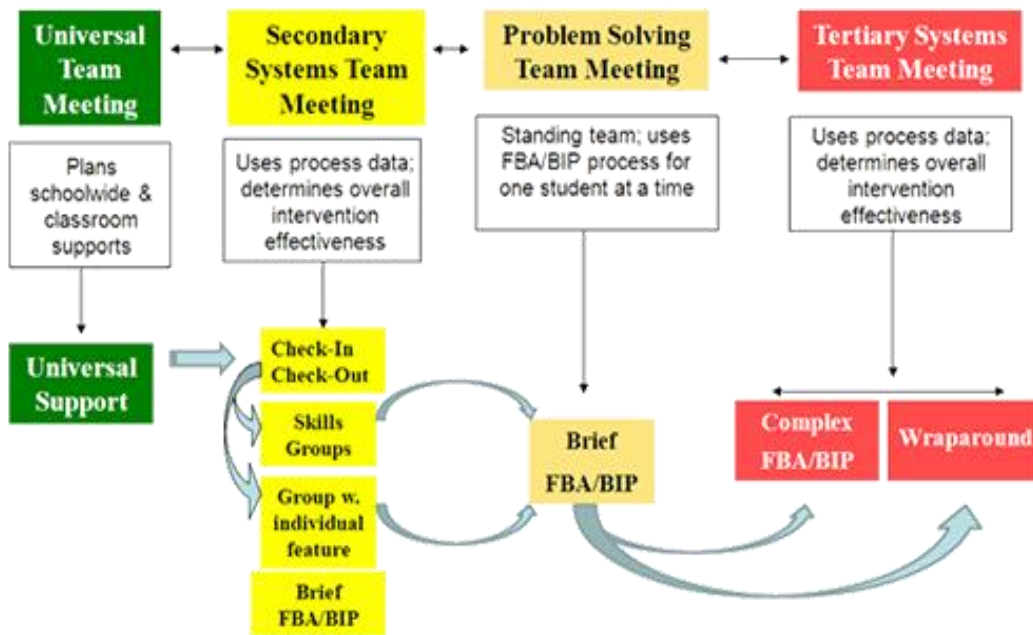 Universal
Team
Meeting
Secondary
Systems Team
Meeting
Problem Solving
Team Meeting
Tertiary Systems
Team Meeting
Plans
schoolwide &
classroom
supports
Uses process data;
determines overall
intervention
effectiveness
Standing team; uses
FBA/BIP process for
one student at a time
Uses process data;
determines overall
intervention
effectiveness
Universal
Support
Check-In
Check-Out
Skills
Groups
Group w.
individual
feature
Brief
FBA/BIP
Brief
FBA/BIP
Complex
FBA/BIP
Wraparound